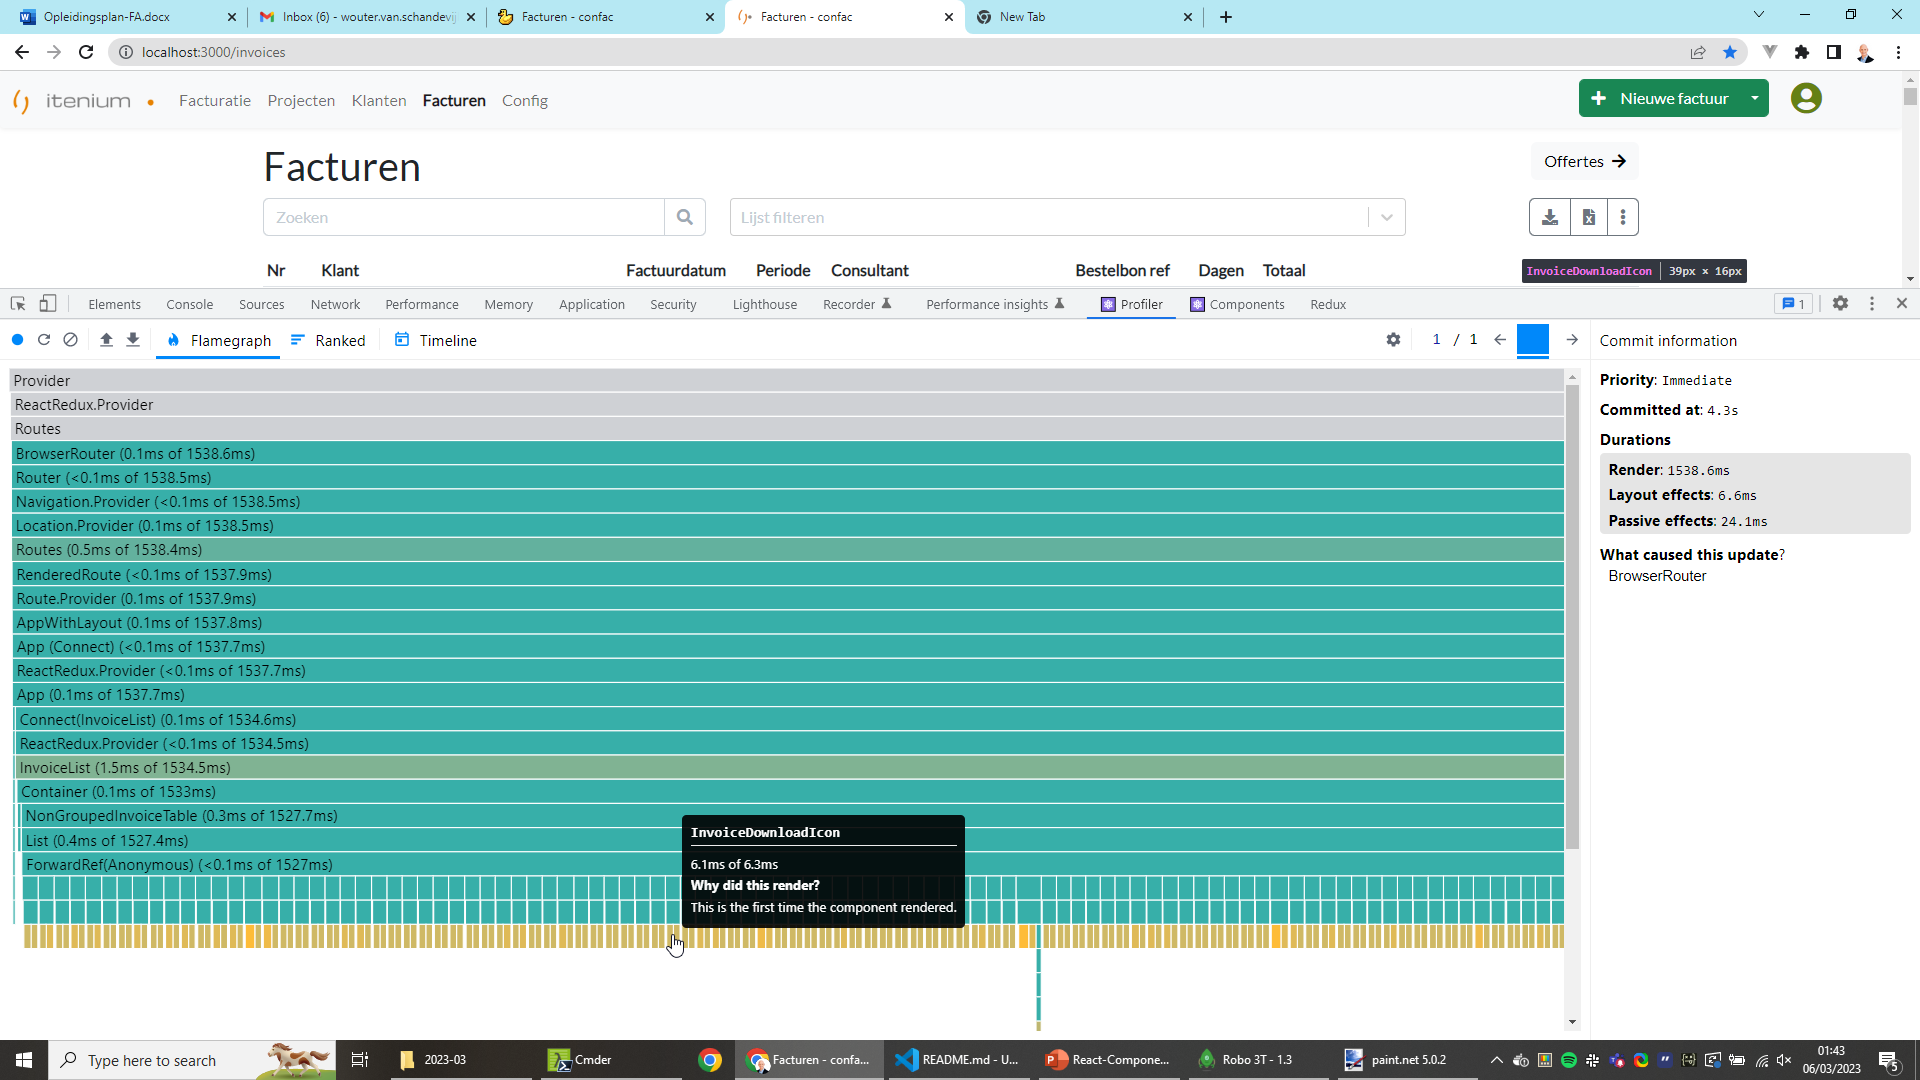 Opleidingsplan-FA.docx
Inbox (6) - wouter.van.schandevij
Facturen - confac
Facturen - confac
New Tab
localhost:3000/invoices
itenium
Facturatie Projecten Klanten Facturen Config
Nieuwe factuur
Facturen
Offertes
Zoeken
Lijst filteren
Nr Klant Factuurdatum Periode Consultant Bestelbon ref Dagen Totaal
InvoiceDownloadIcon 39px × 16px
Elements Console Sources Network Performance Memory Application Security Lighthouse Recorder Performance insights Profiler Components Redux 1
Flamegraph Ranked Timeline 1 / 1
Commit information
Provider
ReactRedux.Provider
Routes
BrowserRouter (0.1ms of 1538.6ms)
Router (<0.1ms of 1538.5ms)
Navigation.Provider (<0.1ms of 1538.5ms)
Location.Provider (0.1ms of 1538.5ms)
Routes (0.5ms of 1538.4ms)
RenderedRoute (<0.1ms of 1537.9ms)
Route.Provider (0.1ms of 1537.9ms)
AppWithLayout (0.1ms of 1537.8ms)
App (Connect) (<0.1ms of 1537.7ms)
ReactRedux.Provider (<0.1ms of 1537.7ms)
App (0.1ms of 1537.7ms)
Connect(InvoiceList) (0.1ms of 1534.6ms)
ReactRedux.Provider (<0.1ms of 1534.5ms)
InvoiceList (1.5ms of 1534.5ms)
Container (0.1ms of 1533ms)
NonGroupedInvoiceTable (0.3ms of 1527.7ms)
List (0.4ms of 1527.4ms)
ForwardRef(Anonymous) (<0.1ms of 1527ms)
InvoiceDownloadIcon
6.1ms of 6.3ms
Why did this render?
This is the first time the component rendered.
Priority: Immediate
Committed at: 4.3s
Durations
Render: 1538.6ms
Layout effects: 6.6ms
Passive effects: 24.1ms
What caused this update?
BrowserRouter
Type here to search
2023-03
Cmder
Facturen - confa...
README.md - U...
React-Compone...
Robo 3T - 1.3
paint.net 5.0.2
01:43
06/03/2023
5